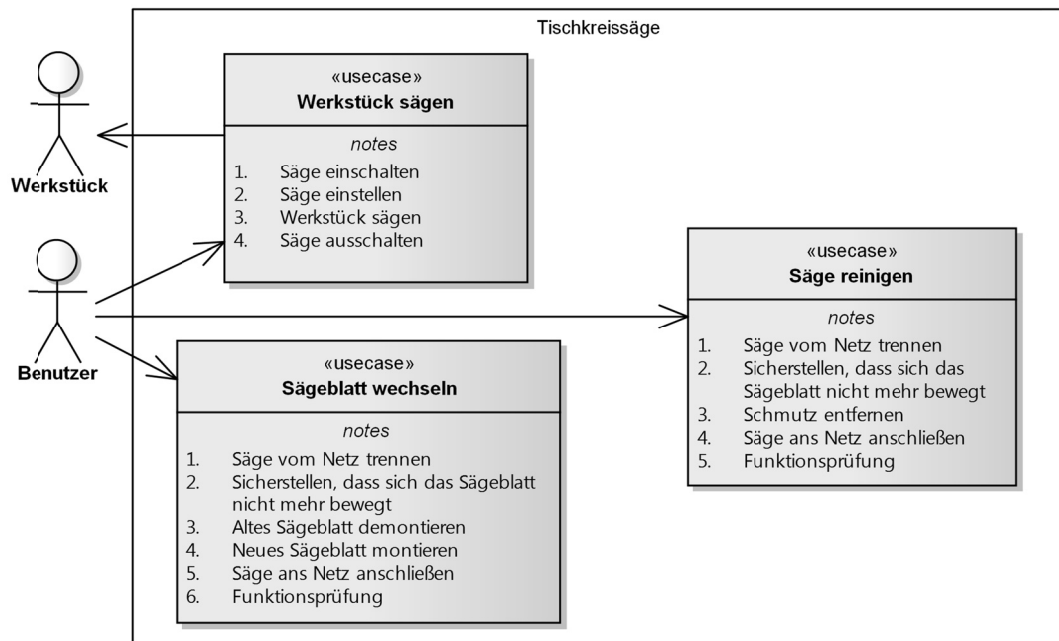 Tischkreissäge
Werkstück
«usecase»
Werkstück sägen
notes
1. Säge einschalten
2. Säge einstellen
3. Werkstück sägen
4. Säge ausschalten
Benutzer
«usecase»
Säge reinigen
notes
1. Säge vom Netz trennen
2. Sicherstellen, dass sich das
Sägeblatt nicht mehr bewegt
3. Schmutz entfernen
4. Säge ans Netz anschließen
5. Funktionsprüfung
«usecase»
Sägeblatt wechseln
notes
1. Säge vom Netz trennen
2. Sicherstellen, dass sich das Sägeblatt
nicht mehr bewegt
3. Altes Sägeblatt demontieren
4. Neues Sägeblatt montieren
5. Säge ans Netz anschließen
6. Funktionsprüfung